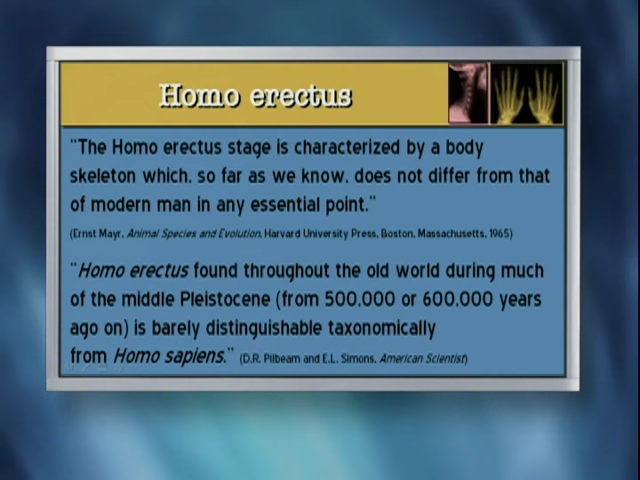 Homo erectus
"The Homo erectus stage is characterized by a body
skeleton which, so far as we know, does not differ from that
of modern man in any essential point."
(Ernst Mayr, Animal Species and Evolution, Harvard University Press, Boston, Massachusetts, 1965)
"Homo erectus found throughout the old world during much
of the middle Pleistocene (from 500,000 or 600,000 years
ago on) is barely distinguishable taxonomically
from Homo sapiens." (D.R. Pilbeam and E.L. Simons, American Scientist)